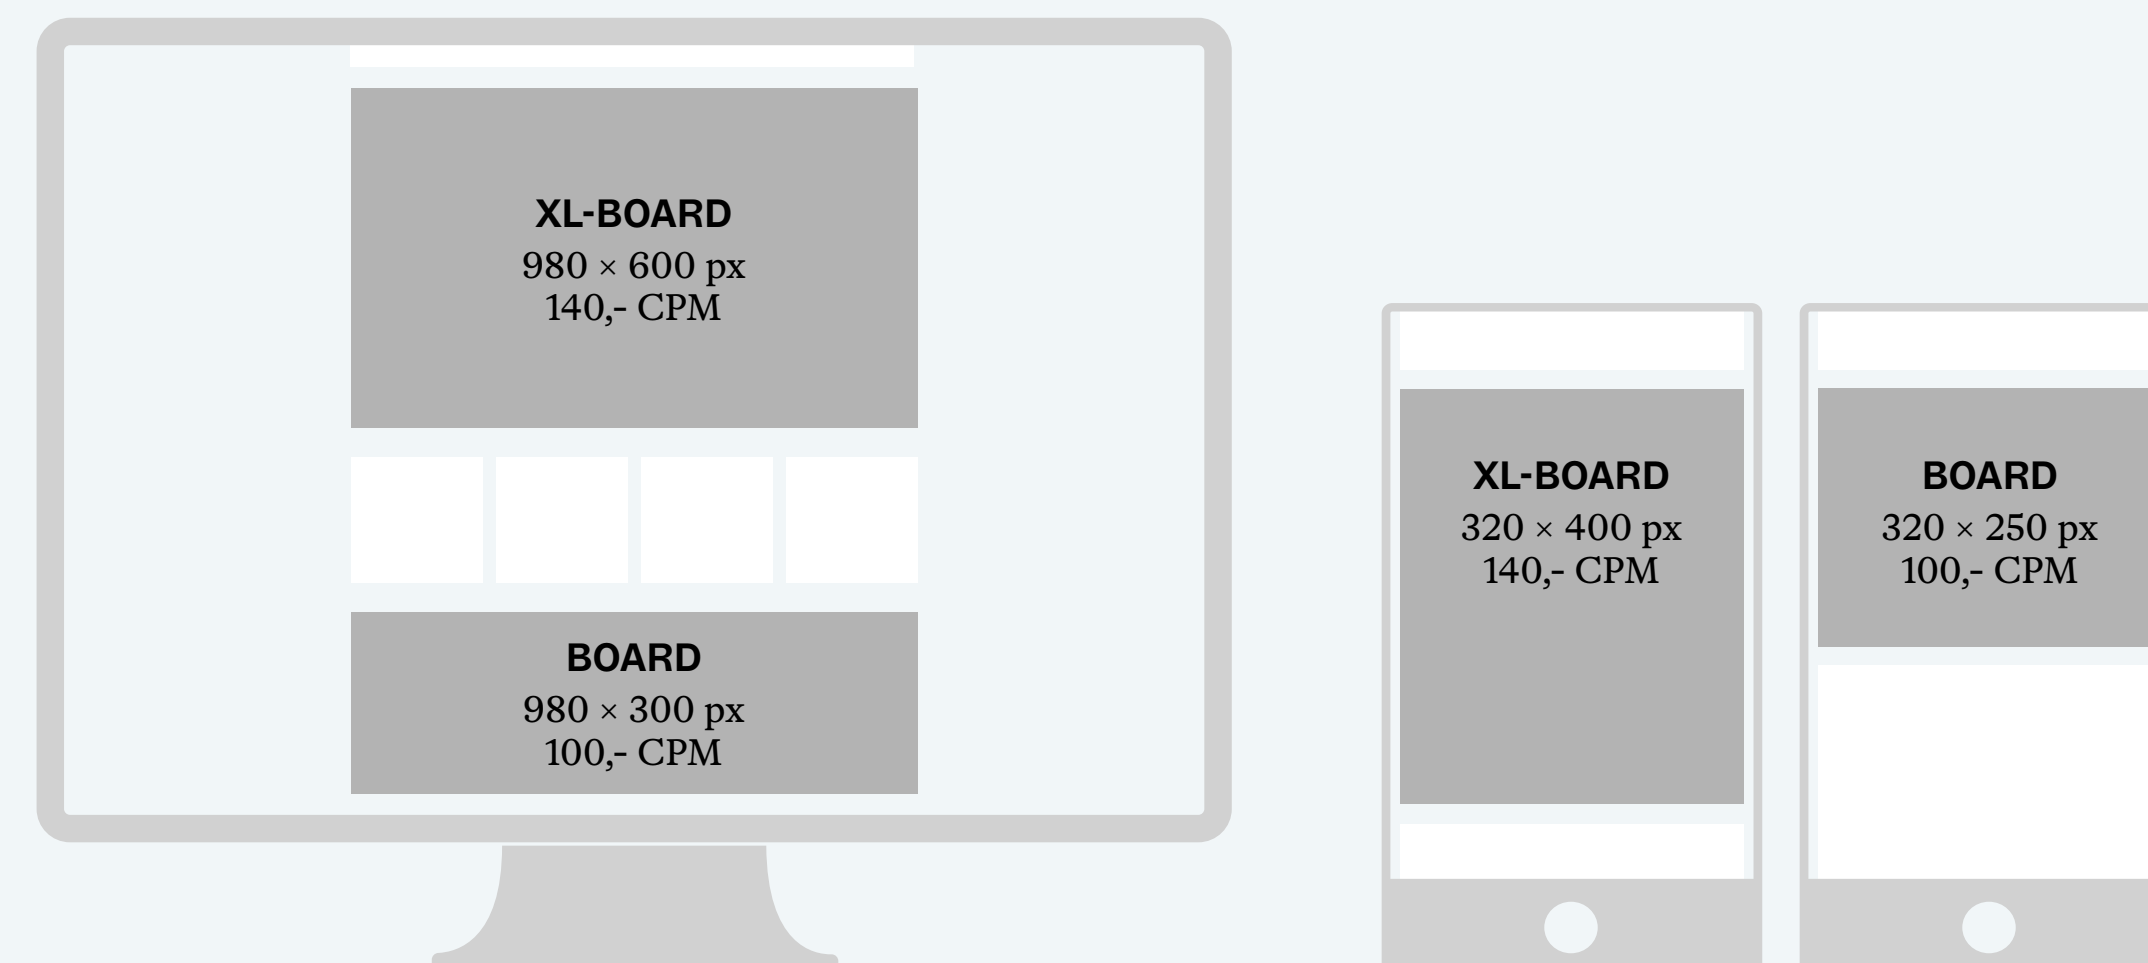 XL-BOARD
980 × 600 px
140,- CPM
BOARD
980 × 300 px
100,- CPM
XL-BOARD
320 × 400 px
140,- CPM
BOARD
320 × 250 px
100,- CPM